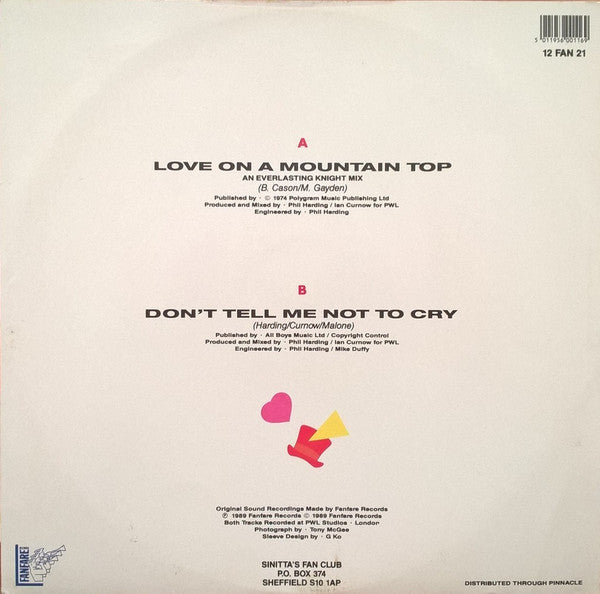 5 011936 001169
12 FAN 21
A
LOVE ON A MOUNTAIN TOP
AN EVERLASTING KNIGHT MIX
(B. Cason/M. Gayden)
Published by · © 1974 Polygram Music Publishing Ltd
Produced and Mixed by · Phil Harding / Ian Curnow for PWL
Engineered by · Phil Harding
B
DON'T TELL ME NOT TO CRY
(Harding/Curnow/Malone)
Published by · All Boys Music Ltd / Copyright Control
Produced and Mixed by · Phil Harding / Ian Curnow for PWL
Engineered by · Phil Harding / Mike Duffy
Original Sound Recordings Made by Fanfare Records
℗ 1989 Fanfare Records © 1989 Fanfare Records
Both Tracks Recorded at PWL Studios · London
Photograph by · Tony McGee
Sleeve Design by · G Ko
FANFARE
SINITTA'S FAN CLUB
P.O. BOX 374
SHEFFIELD S10 1AP
DISTRIBUTED THROUGH PINNACLE